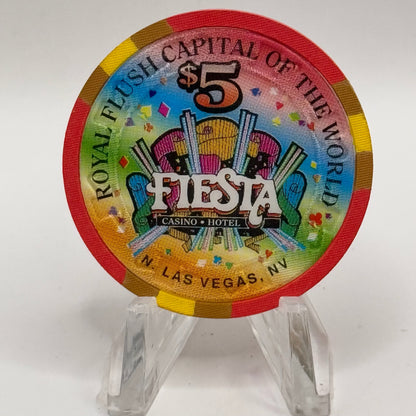 ROYAL FLUSH CAPITAL OF THE WORLD
$5
FIESTA
CASINO • HOTEL
N. LAS VEGAS, NV